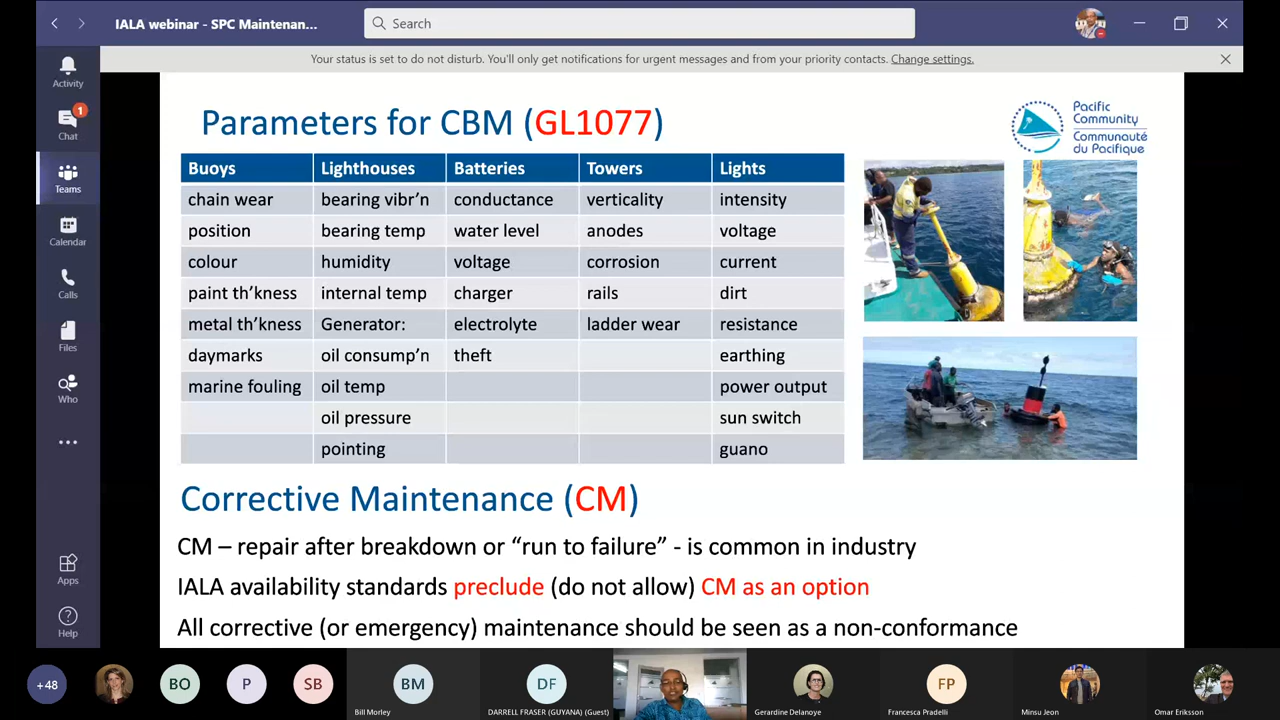 IALA webinar - SPC Maintenan...
Search
Your status is set to do not disturb. You'll only get notifications for urgent messages and from your priority contacts. Change settings.
Activity
1
Chat
Teams
Calendar
Calls
Files
Who
Apps
Help
Parameters for CBM (GL1077)
Pacific
Community
Communauté
du Pacifique
Buoys Lighthouses Batteries Towers Lights
chain wear bearing vibr’n conductance verticality intensity
position bearing temp water level anodes voltage
colour humidity voltage corrosion current
paint th’kness internal temp charger rails dirt
metal th’kness Generator: electrolyte ladder wear resistance
daymarks oil consump’n theft earthing
marine fouling oil temp power output
oil pressure sun switch
pointing guano
Corrective Maintenance (CM)
CM – repair after breakdown or “run to failure” - is common in industry
IALA availability standards preclude (do not allow) CM as an option
All corrective (or emergency) maintenance should be seen as a non-conformance
+48
BO
P
SB
BM
Bill Morley
DF
DARRELL FRASER (GUYANA) (Guest)
Gerardine Delanoye
FP
Francesca Pradelli
Minsu Jeon
Omar Eriksson